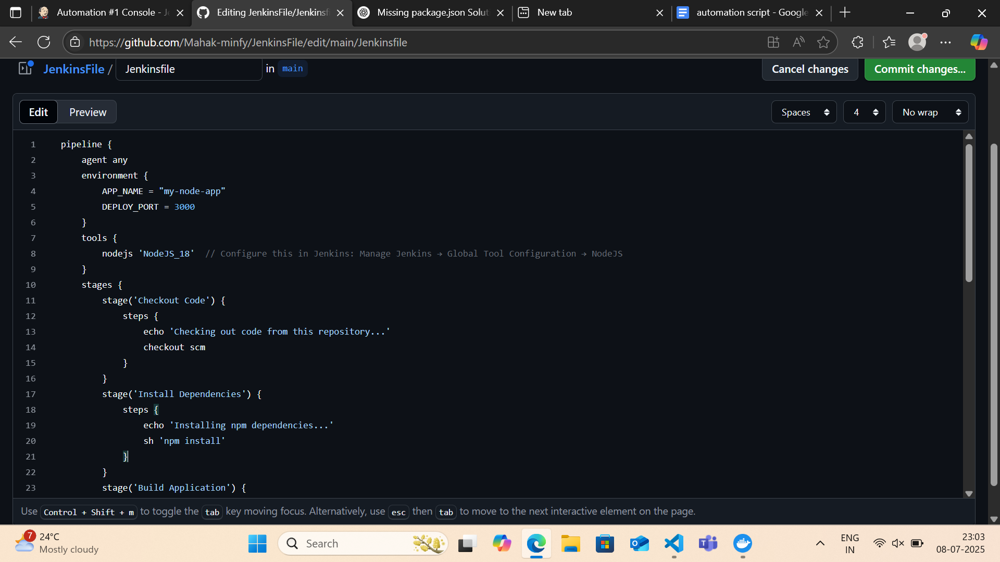 Automation #1 Console - Je
Editing JenkinsFile/Jenkinsfi
Missing package.json Soluti
New tab
automation script - Google
https://github.com/Mahak-minfy/JenkinsFile/edit/main/Jenkinsfile
JenkinsFile / Jenkinsfile in main
Cancel changes
Commit changes...
Edit
Preview
Spaces
4
No wrap
1 pipeline {
2 agent any
3 environment {
4 APP_NAME = "my-node-app"
5 DEPLOY_PORT = 3000
6 }
7 tools {
8 nodejs 'NodeJS_18' // Configure this in Jenkins: Manage Jenkins → Global Tool Configuration → NodeJS
9 }
10 stages {
11 stage('Checkout Code') {
12 steps {
13 echo 'Checking out code from this repository...'
14 checkout scm
15 }
16 }
17 stage('Install Dependencies') {
18 steps {
19 echo 'Installing npm dependencies...'
20 sh 'npm install'
21 }
22 }
23 stage('Build Application') {
Use Control + Shift + m to toggle the tab key moving focus. Alternatively, use esc then tab to move to the next interactive element on the page.
7
24°C
Mostly cloudy
Search
ENG
IN
23:03
08-07-2025